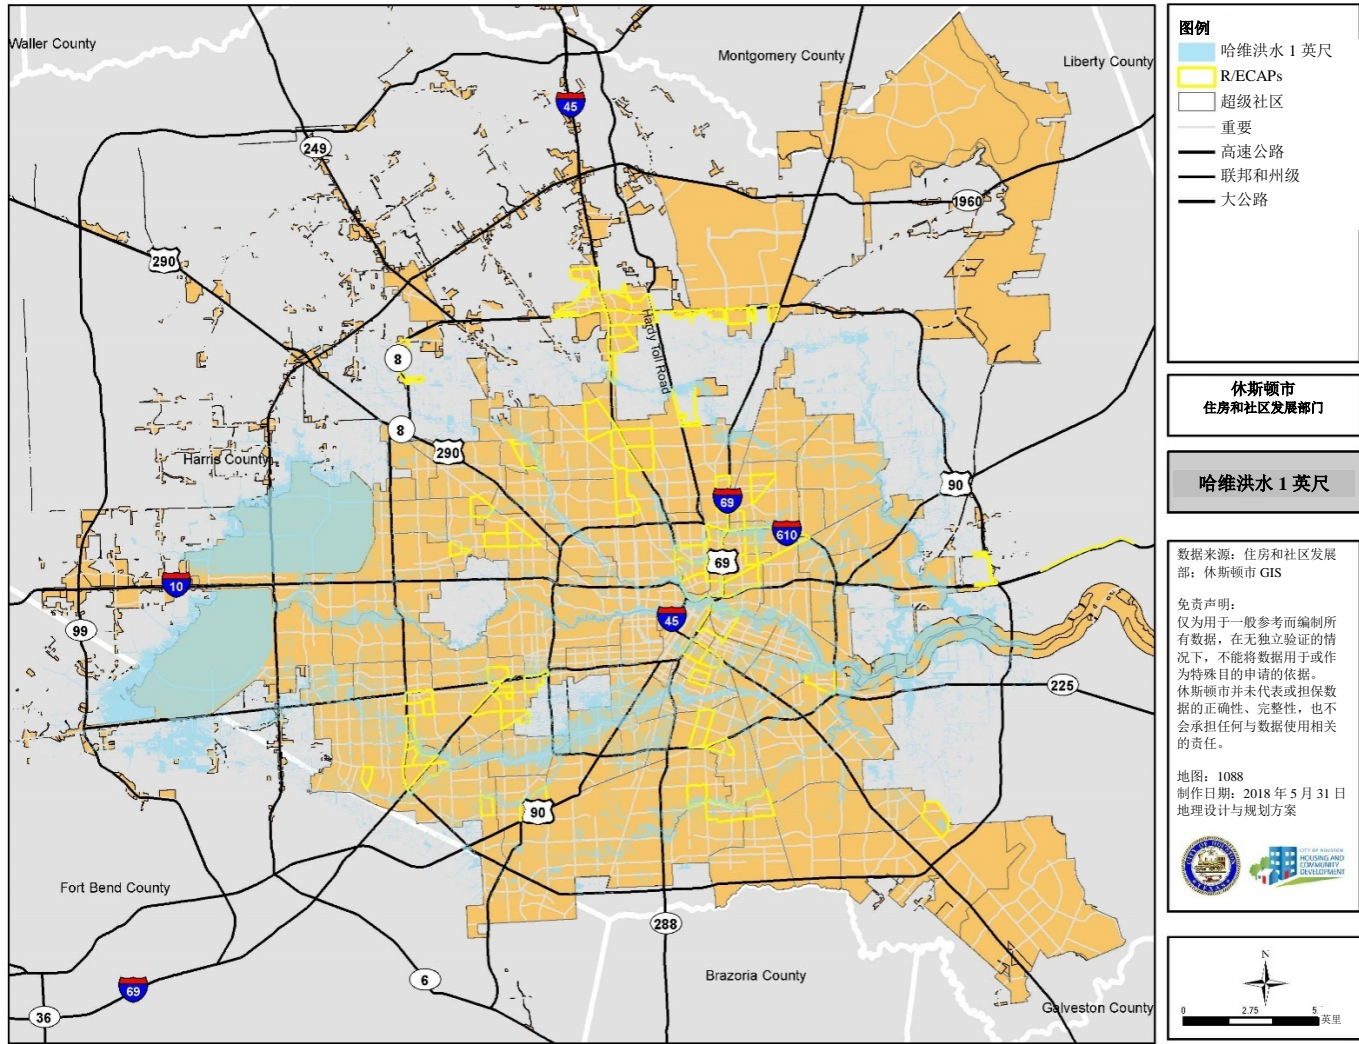 Waller County
Montgomery County
Liberty County
45
249
1960
290
8
Hardy Toll Road
8
290
Harris County
90
69
610
69
10
45
99
225
90
Fort Bend County
288
Brazoria County
6
69
36
Galveston County
图例
哈维洪水 1 英尺
R/ECAPs
超级社区
重要
高速公路
联邦和州级
大公路
休斯顿市
住房和社区发展部门
哈维洪水 1 英尺
数据来源：住房和社区发展
部；休斯顿市 GIS
免责声明：
仅为用于一般参考而编制所
有数据，在无独立验证的情
况下，不能将数据用于或作
为特殊目的申请的依据。
休斯顿市并未代表或担保数
据的正确性、完整性，也不
会承担任何与数据使用相关
的责任。
地图：1088
制作日期：2018 年 5 月 31 日
地理设计与规划方案
CITY OF HOUSTON
TEXAS
CITY OF HOUSTON
HOUSING AND
COMMUNITY
DEVELOPMENT
N
0 2.75 5
英里